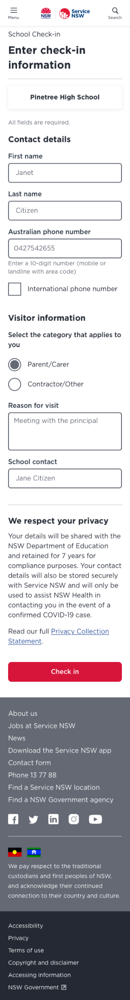 Menu
NSW
GOVERNMENT
Service
NSW
Search
School Check-in
Enter check-in
information
Pinetree High School
All fields are required.
Contact details
First name
Janet
Last name
Citizen
Australian phone number
0427542655
Enter a 10-digit number (mobile or
landline with area code)
International phone number
Visitor information
Select the category that applies to
you
Parent/Carer
Contractor/Other
Reason for visit
Meeting with the principal
School contact
Jane Citizen
We respect your privacy
Your details will be shared with the
NSW Department of Education
and retained for 7 years for
compliance purposes. Your contact
details will also be stored securely
with Service NSW and will only be
used to assist NSW Health in
contacting you in the event of a
confirmed COVID-19 case.
Read our full Privacy Collection
Statement.
Check in
About us
Jobs at Service NSW
News
Download the Service NSW app
Contact form
Phone 13 77 88
Find a Service NSW location
Find a NSW Government agency
We pay respect to the traditional
custodians and first peoples of NSW,
and acknowledge their continued
connection to their country and culture.
Accessibility
Privacy
Terms of use
Copyright and disclaimer
Accessing information
NSW Government